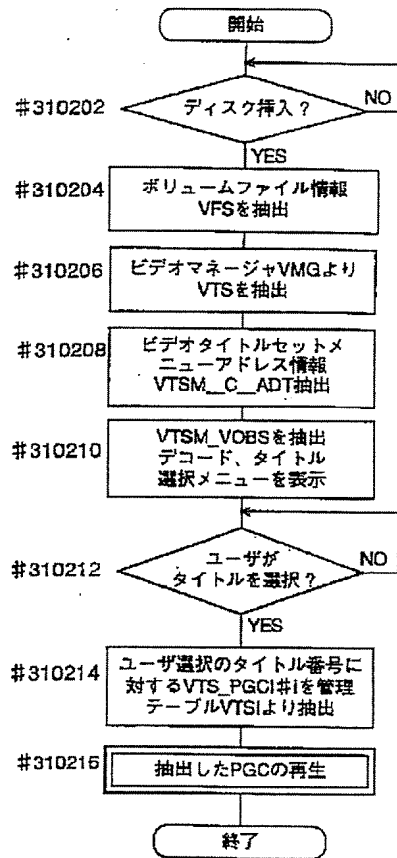 開始
#310202
ディスク挿入？
NO
YES
#310204
ボリュームファイル情報
VFSを抽出
#310206
ビデオマネージャVMGより
VTSを抽出
#310208
ビデオタイトルセットメ
ニューアドレス情報
VTSM__C__ADT抽出
#310210
VTSM_VOBSを抽出
デコード、タイトル
選択メニューを表示
#310212
ユーザが
タイトルを選択？
NO
YES
#310214
ユーザ選択のタイトル番号に
対するVTS_PGCI#iを管理
テーブルVTSIより抽出
#310216
抽出したPGCの再生
終了